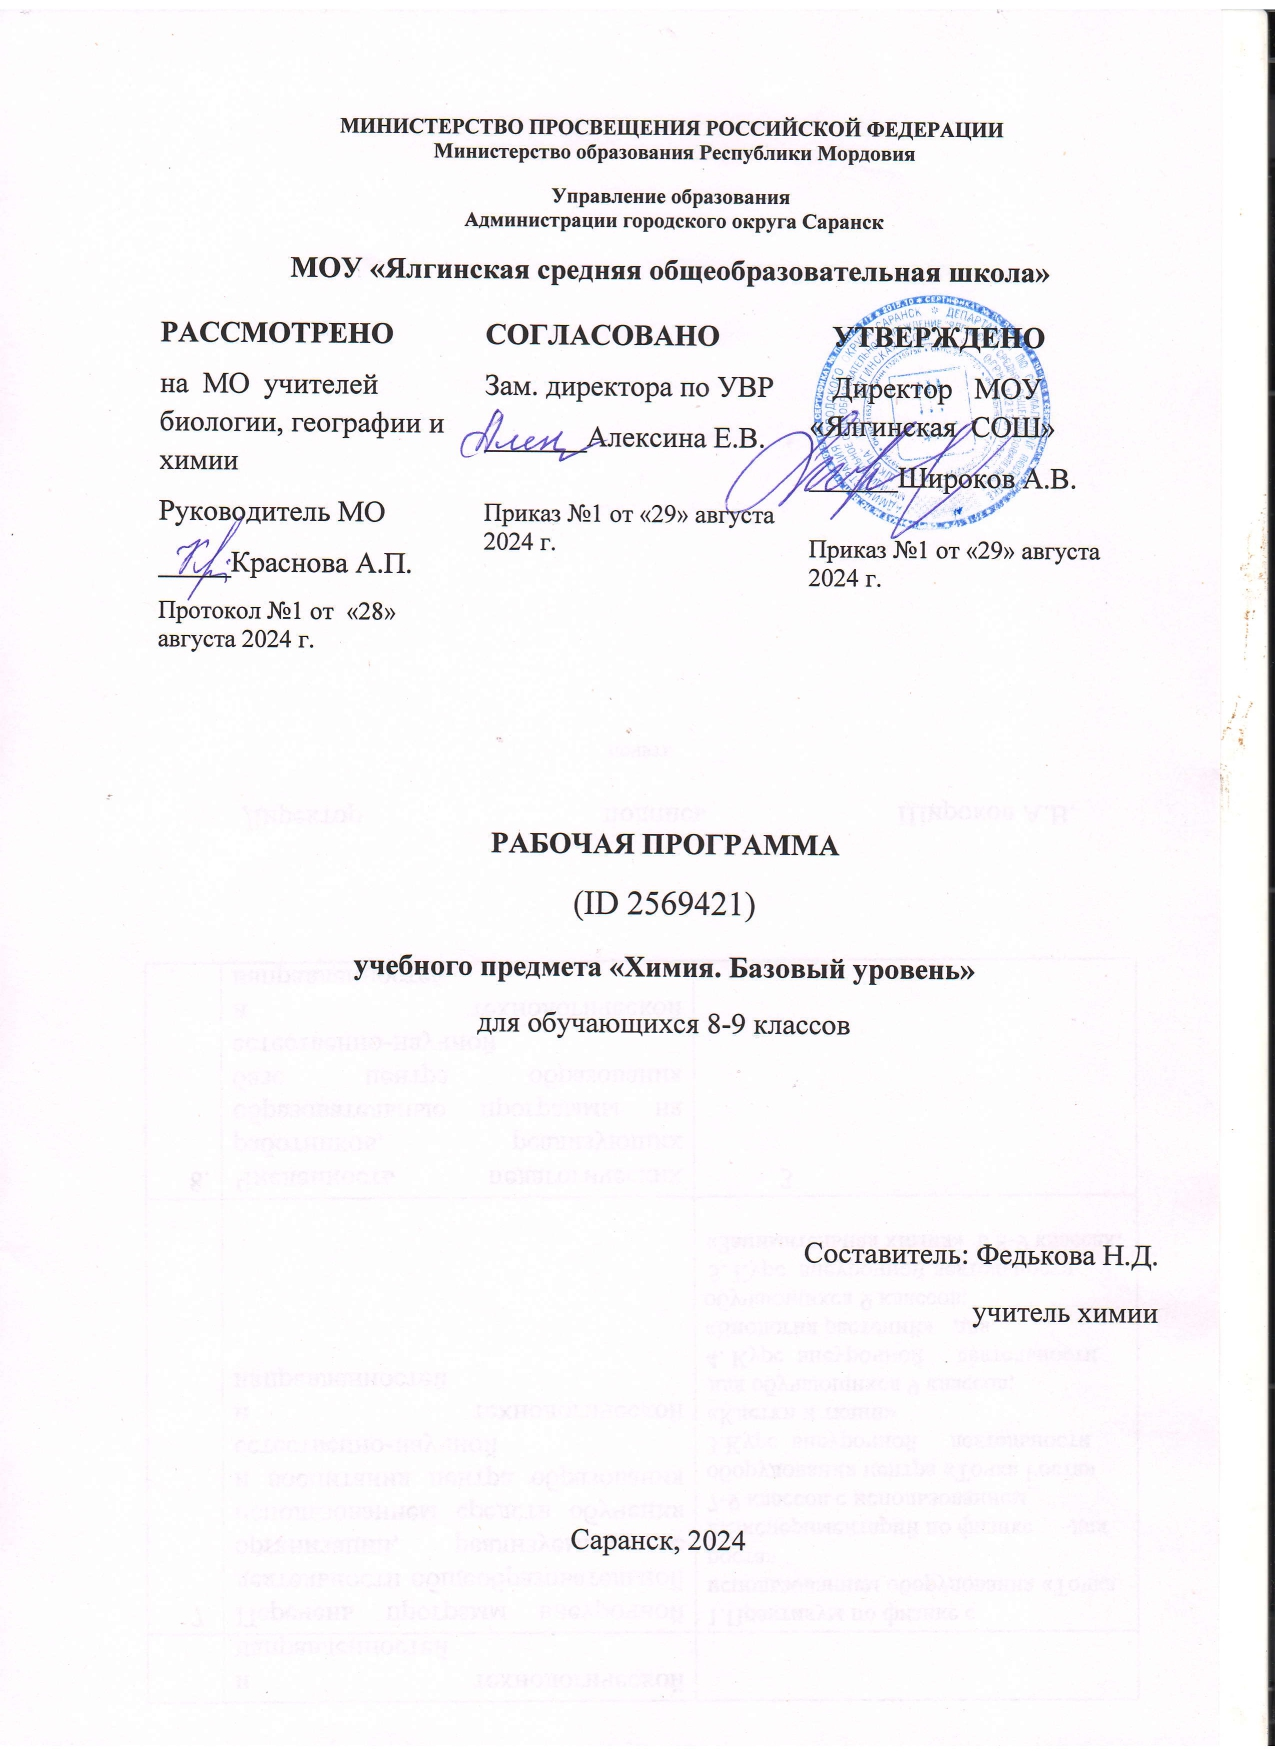 МИНИСТЕРСТВО ПРОСВЕЩЕНИЯ РОССИЙСКОЙ ФЕДЕРАЦИИ
Министерство образования Республики Мордовия
Управление образования
Администрации городского округа Саранск
МОУ «Ялгинская средняя общеобразовательная школа»
РАССМОТРЕНО
на МО учителей
биологии, географии и
химии
Руководитель МО
_____Краснова А.П.
Протокол №1 от «28»
августа 2024 г.
СОГЛАСОВАНО
Зам. директора по УВР
_______Алексина Е.В.
Приказ №1 от «29» августа
2024 г.
УТВЕРЖДЕНО
Директор МОУ
«Ялгинская СОШ»
______Широков А.В.
Приказ №1 от «29» августа
2024 г.
РАБОЧАЯ ПРОГРАММА
(ID 2569421)
учебного предмета «Химия. Базовый уровень»
для обучающихся 8-9 классов
Составитель: Федькова Н.Д.
учитель химии
Саранск, 2024